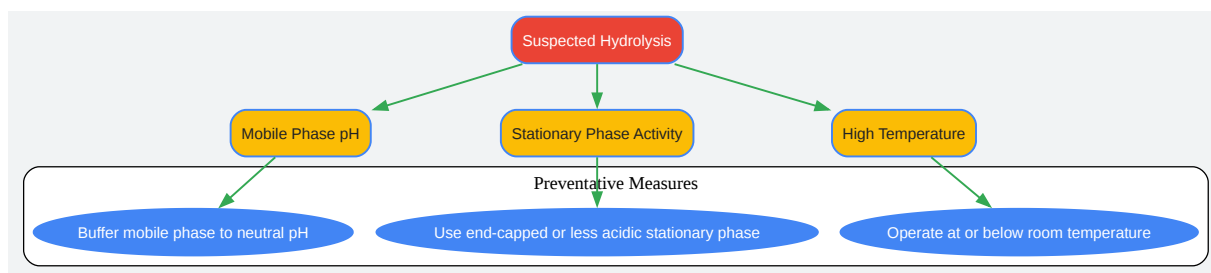 Suspected Hydrolysis
Mobile Phase pH
Stationary Phase Activity
High Temperature
Preventative Measures
Buffer mobile phase to neutral pH
Use end-capped or less acidic stationary phase
Operate at or below room temperature